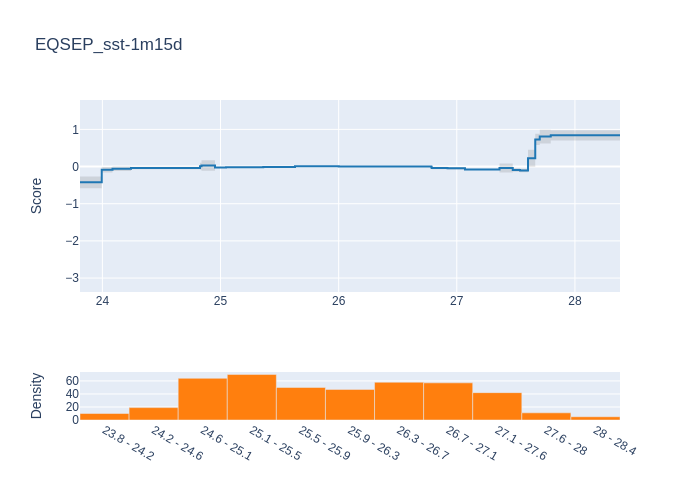 EQSEP_sst-1m15d
Score
1
0
−1
−2
−3
24
25
26
27
28
Density
60
40
20
0
23.8 - 24.2
24.2 - 24.6
24.6 - 25.1
25.1 - 25.5
25.5 - 25.9
25.9 - 26.3
26.3 - 26.7
26.7 - 27.1
27.1 - 27.6
27.6 - 28
28 - 28.4